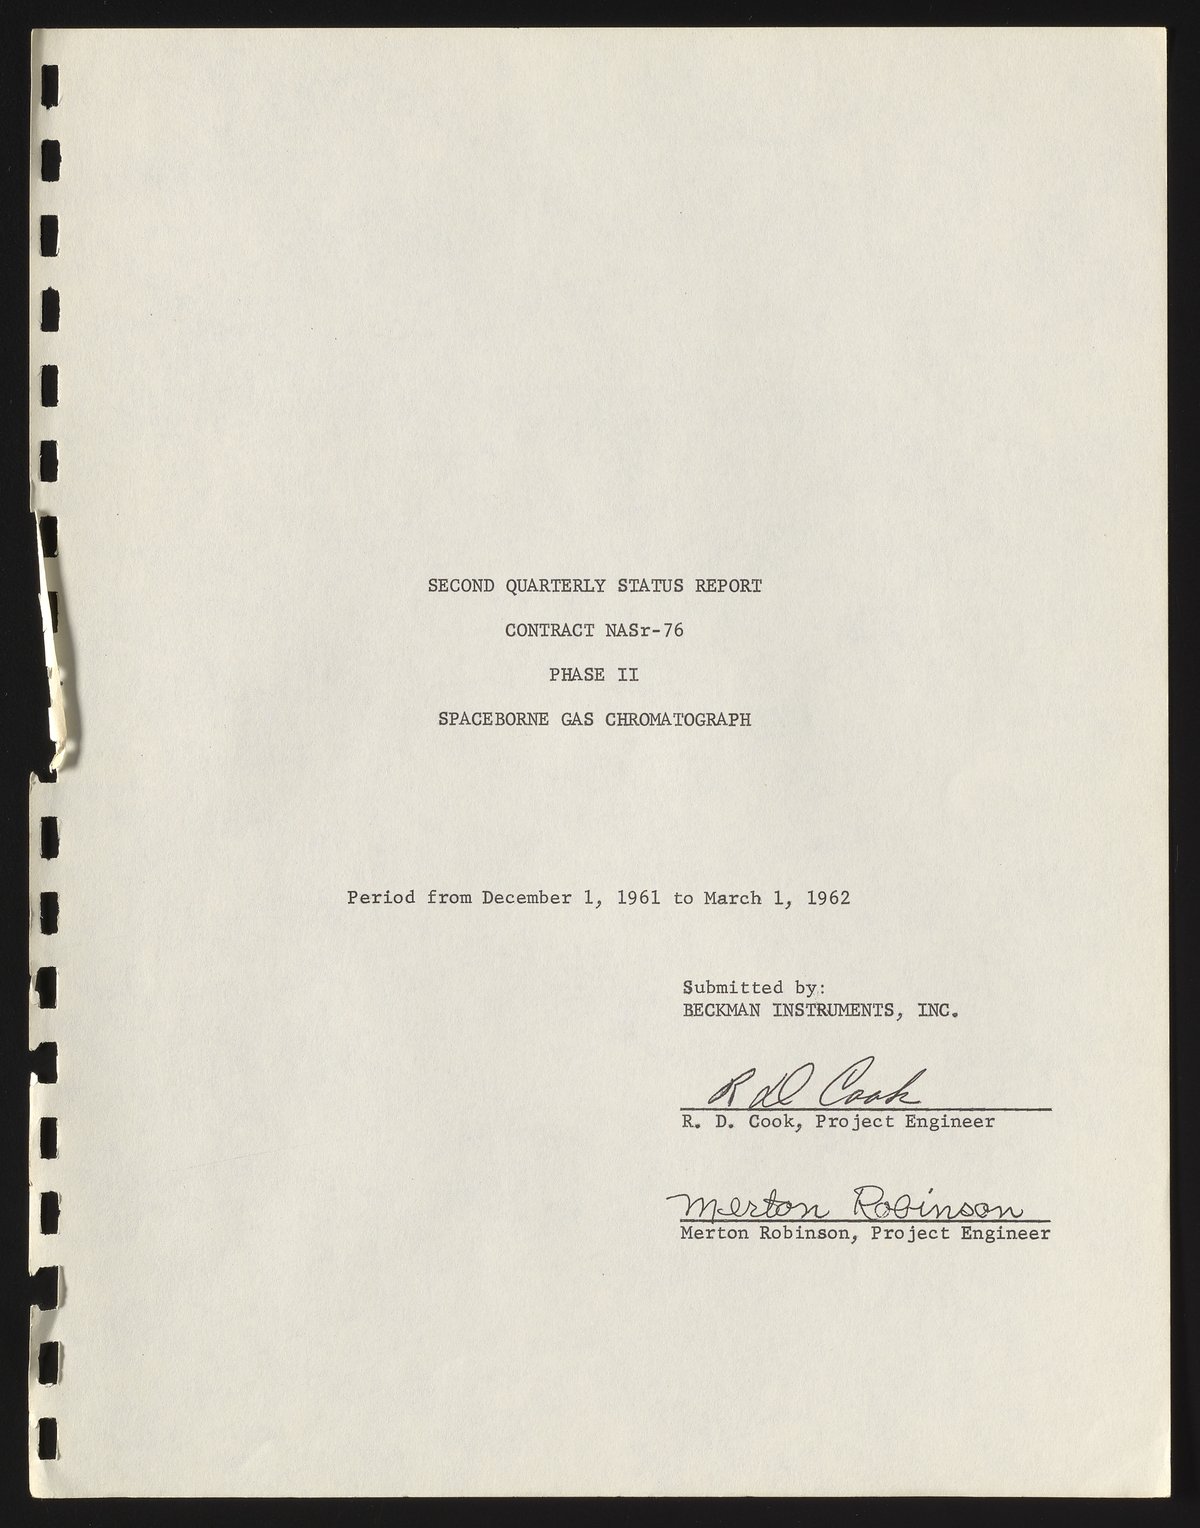 SECOND QUARTERLY STATUS REPORT
CONTRACT NASr-76
PHASE II
SPACEBORNE GAS CHROMATOGRAPH
Period from December 1, 1961 to March 1, 1962
Submitted by:
BECKMAN INSTRUMENTS, INC.
R D Cook
R. D. Cook, Project Engineer
Merton Robinson
Merton Robinson, Project Engineer